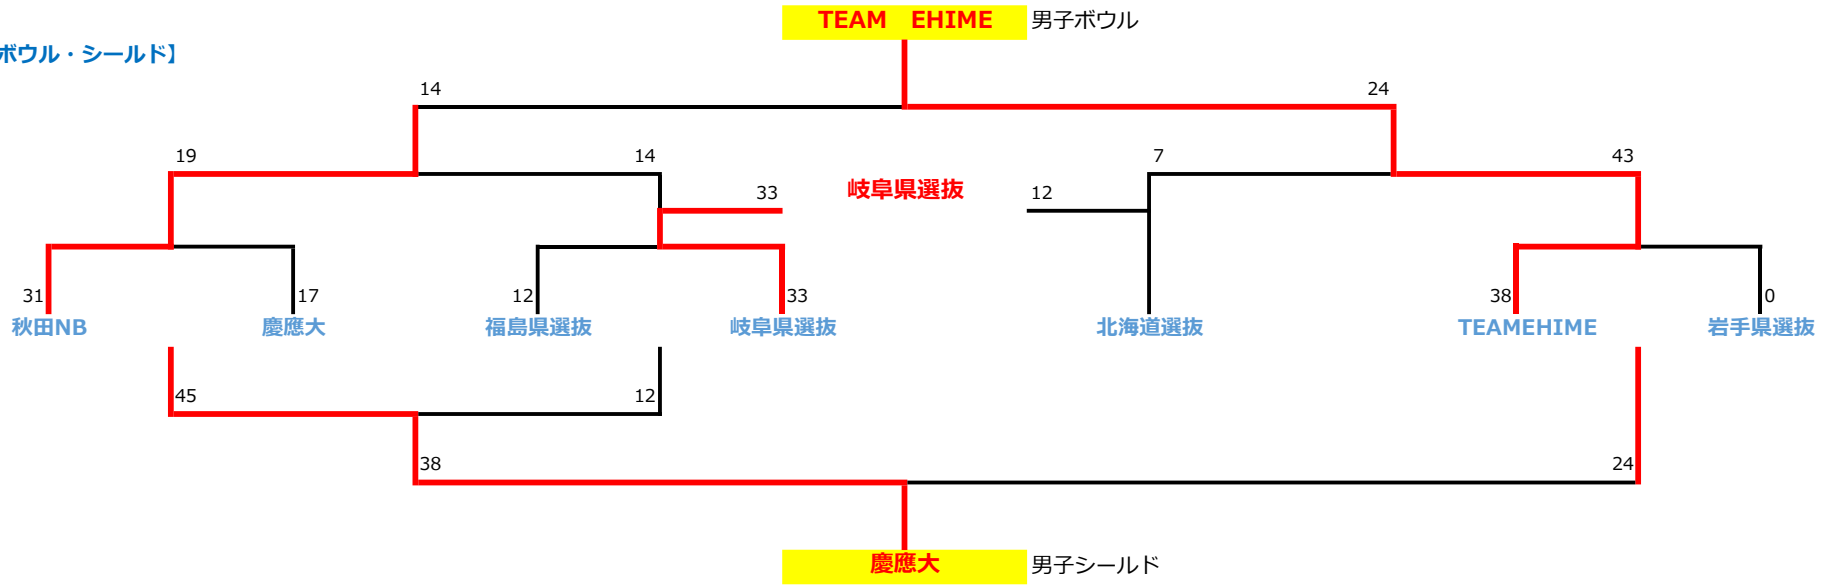 TEAM EHIME 男子ボウル
ボウル・シールド】
14 24
19 14 7 43
33 岐阜県選抜 12
31 17 12 33 38 0
秋田NB 慶應大 福島県選抜 岐阜県選抜 北海道選抜 TEAMEHIME 岩手県選抜
45 12
38 24
慶應大 男子シールド